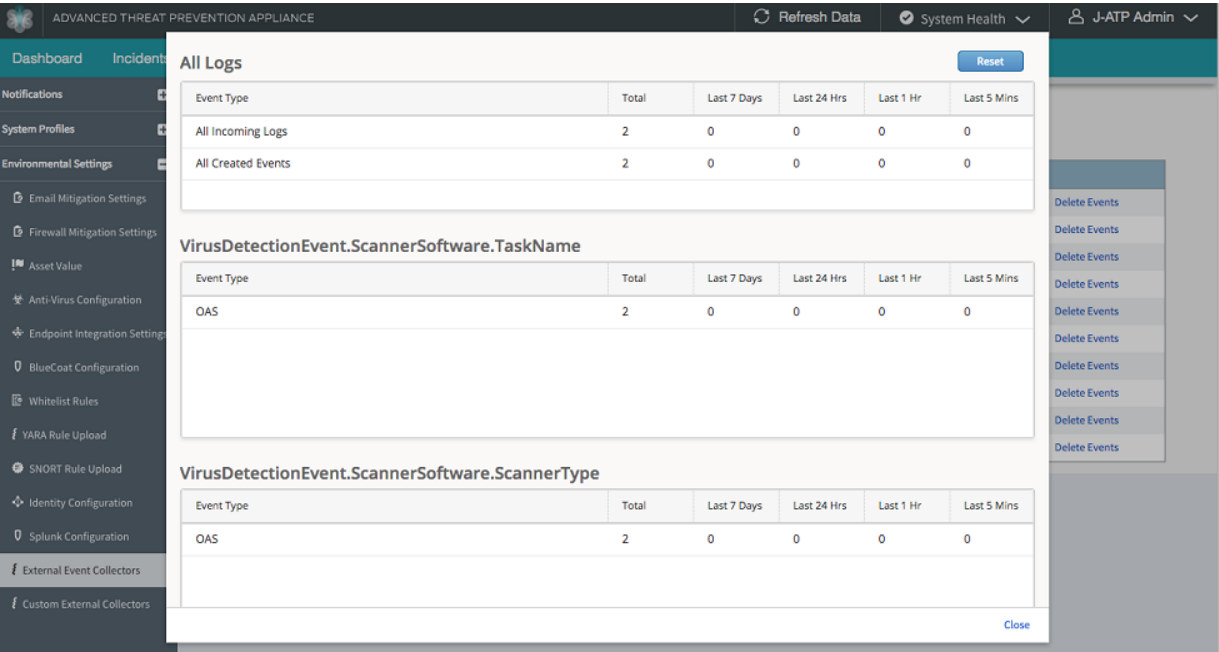 ADVANCED THREAT PREVENTION APPLIANCE Refresh Data System Health J-ATP Admin
Dashboard
Notifications
System Profiles
Environmental Settings
Email Mitigation Settings
Firewall Mitigation Settings
Asset Value
Anti-Virus Configuration
Endpoint Integration Settings
BlueCoat Configuration
Whitelist Rules
YARA Rule Upload
SNORT Rule Upload
Identity Configuration
Splunk Configuration
External Event Collectors
Custom External Collectors
All Logs Reset
Event Type Total Last 7 Days Last 24 Hrs Last 1 Hr Last 5 Mins
All Incoming Logs 2 0 0 0 0
All Created Events 2 0 0 0 0
VirusDetectionEvent.ScannerSoftware.TaskName
Event Type Total Last 7 Days Last 24 Hrs Last 1 Hr Last 5 Mins
OAS 2 0 0 0 0
VirusDetectionEvent.ScannerSoftware.ScannerType
Event Type Total Last 7 Days Last 24 Hrs Last 1 Hr Last 5 Mins
OAS 2 0 0 0 0
Close
Delete Events
Delete Events
Delete Events
Delete Events
Delete Events
Delete Events
Delete Events
Delete Events
Delete Events
Delete Events